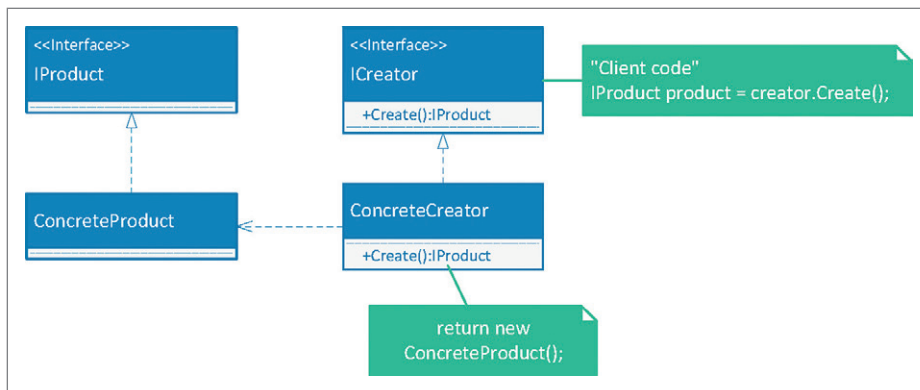 <<Interface>>
IProduct
<<Interface>>
ICreator
+Create():IProduct
"Client code"
IProduct product = creator.Create();
ConcreteProduct
ConcreteCreator
+Create():IProduct
return new
ConcreteProduct();